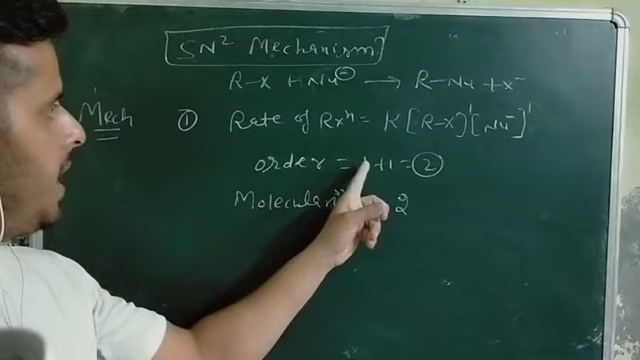 SN² Mechanism
R-X + Nu⊖ → R-Nu + X⁻
Mech
① Rate of Rxⁿ = K[R-X]¹[Nu⁻]¹
order = 1+1 = ②
2